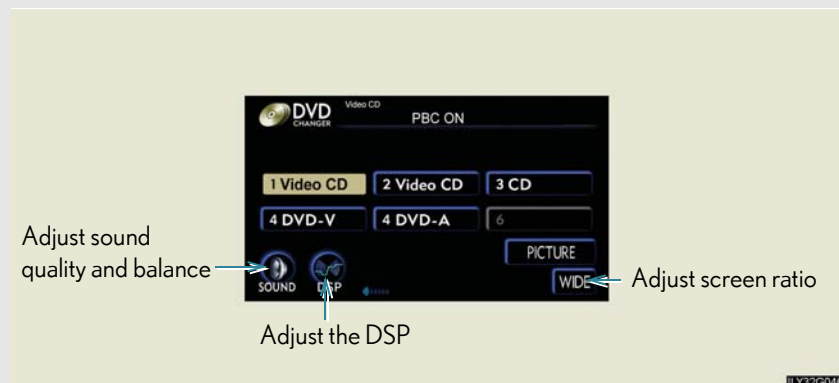 DVD
CHANGER
Video CD
PBC ON
1 Video CD
2 Video CD
3 CD
4 DVD-V
4 DVD-A
6
PICTURE
WIDE
SOUND
DSP
Adjust sound
quality and balance
Adjust the DSP
Adjust screen ratio